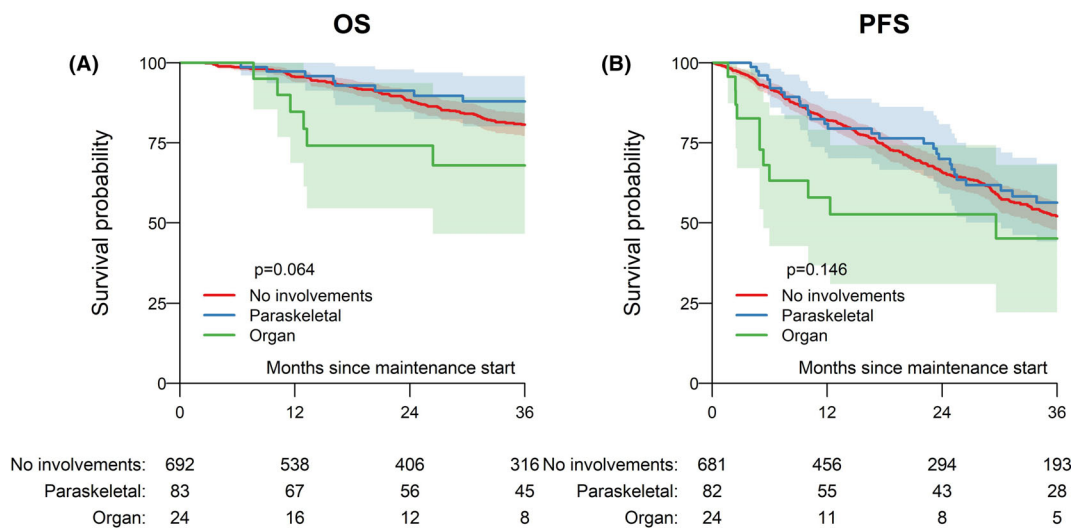 OS
PFS
(A)
(B)
Survival probability
100
75
50
25
0
p=0.064
No involvements
Paraskeletal
Organ
Months since maintenance start
0 12 24 36
Survival probability
100
75
50
25
0
p=0.146
No involvements
Paraskeletal
Organ
Months since maintenance start
0 12 24 36
No involvements: 692 538 406 316
Paraskeletal: 83 67 56 45
Organ: 24 16 12 8
No involvements: 681 456 294 193
Paraskeletal: 82 55 43 28
Organ: 24 11 8 5